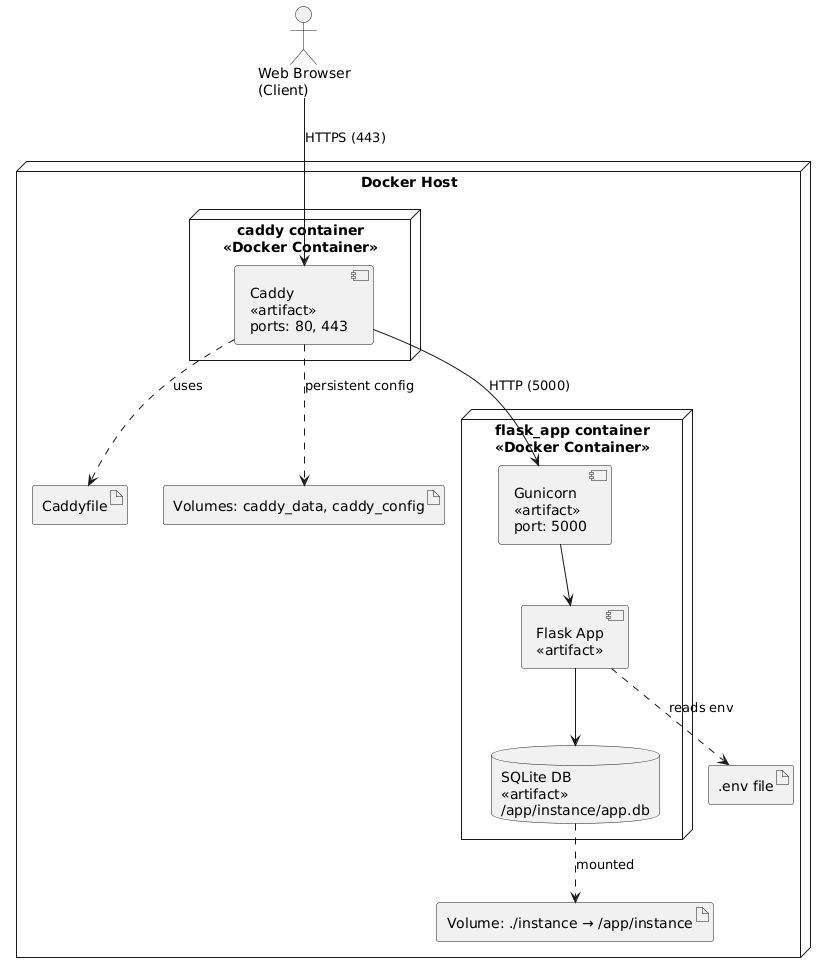 Web Browser
(Client)
HTTPS (443)
Docker Host
caddy container
«Docker Container»
Caddy
«artifact»
ports: 80, 443
uses
persistent config
HTTP (5000)
Caddyfile
Volumes: caddy_data, caddy_config
flask_app container
«Docker Container»
Gunicorn
«artifact»
port: 5000
Flask App
«artifact»
reads env
SQLite DB
«artifact»
/app/instance/app.db
.env file
mounted
Volume: ./instance → /app/instance